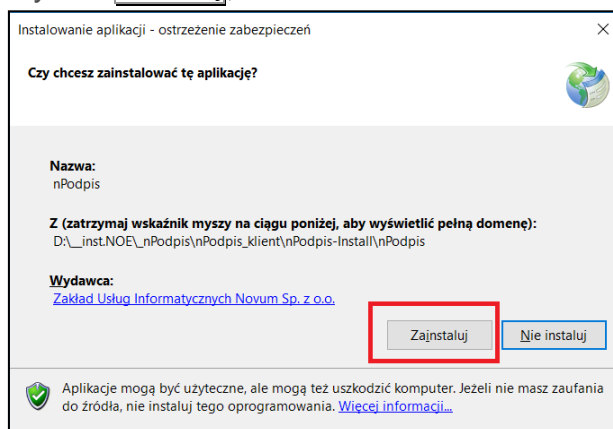 Instalowanie aplikacji - ostrzeżenie zabezpieczeń
Czy chcesz zainstalować tę aplikację?
Nazwa:
nPodpis
Z (zatrzymaj wskaźnik myszy na ciągu poniżej, aby wyświetlić pełną domenę):
D:\__inst.NOE\_nPodpis\nPodpis_klient\nPodpis-Install\nPodpis
Wydawca:
Zakład Usług Informatycznych Novum Sp. z o.o.
Zainstaluj Nie instaluj
Aplikacje mogą być użyteczne, ale mogą też uszkodzić komputer. Jeżeli nie masz zaufania
do źródła, nie instaluj tego oprogramowania. Więcej informacji...